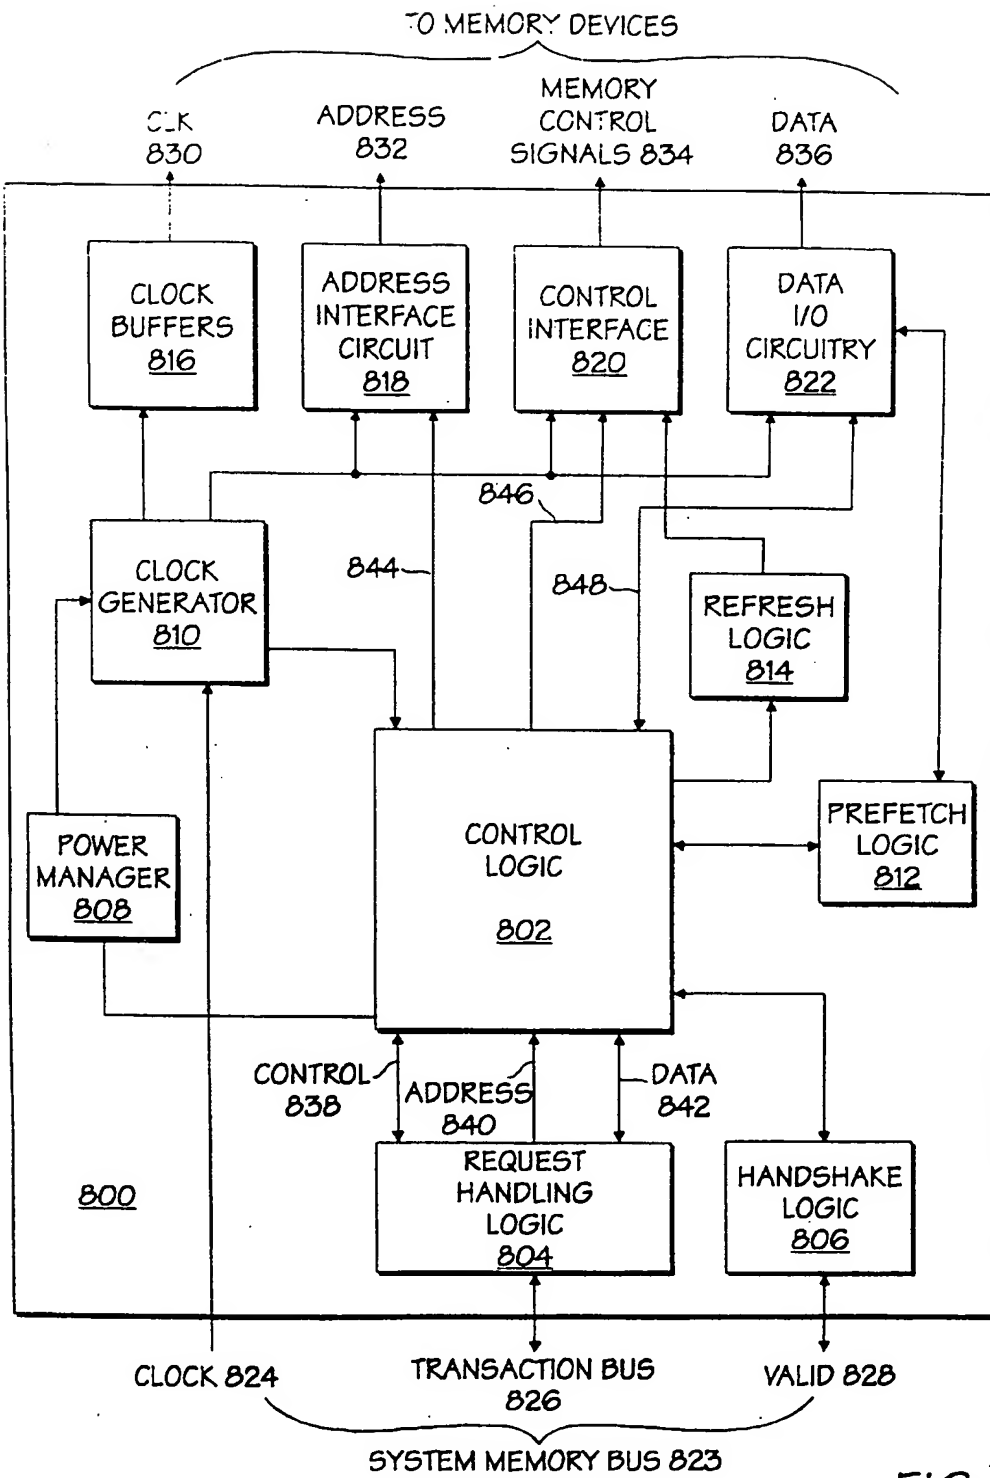 TO MEMORY DEVICES
CLK
830
ADDRESS
832
MEMORY
CONTROL
SIGNALS 834
DATA
836
CLOCK
BUFFERS
816
ADDRESS
INTERFACE
CIRCUIT
818
CONTROL
INTERFACE
820
DATA
I/O
CIRCUITRY
822
846
844
848
CLOCK
GENERATOR
810
REFRESH
LOGIC
814
POWER
MANAGER
808
CONTROL
LOGIC
802
PREFETCH
LOGIC
812
CONTROL
838
ADDRESS
840
DATA
842
800
REQUEST
HANDLING
LOGIC
804
HANDSHAKE
LOGIC
806
CLOCK 824
TRANSACTION BUS
826
VALID 828
SYSTEM MEMORY BUS 823